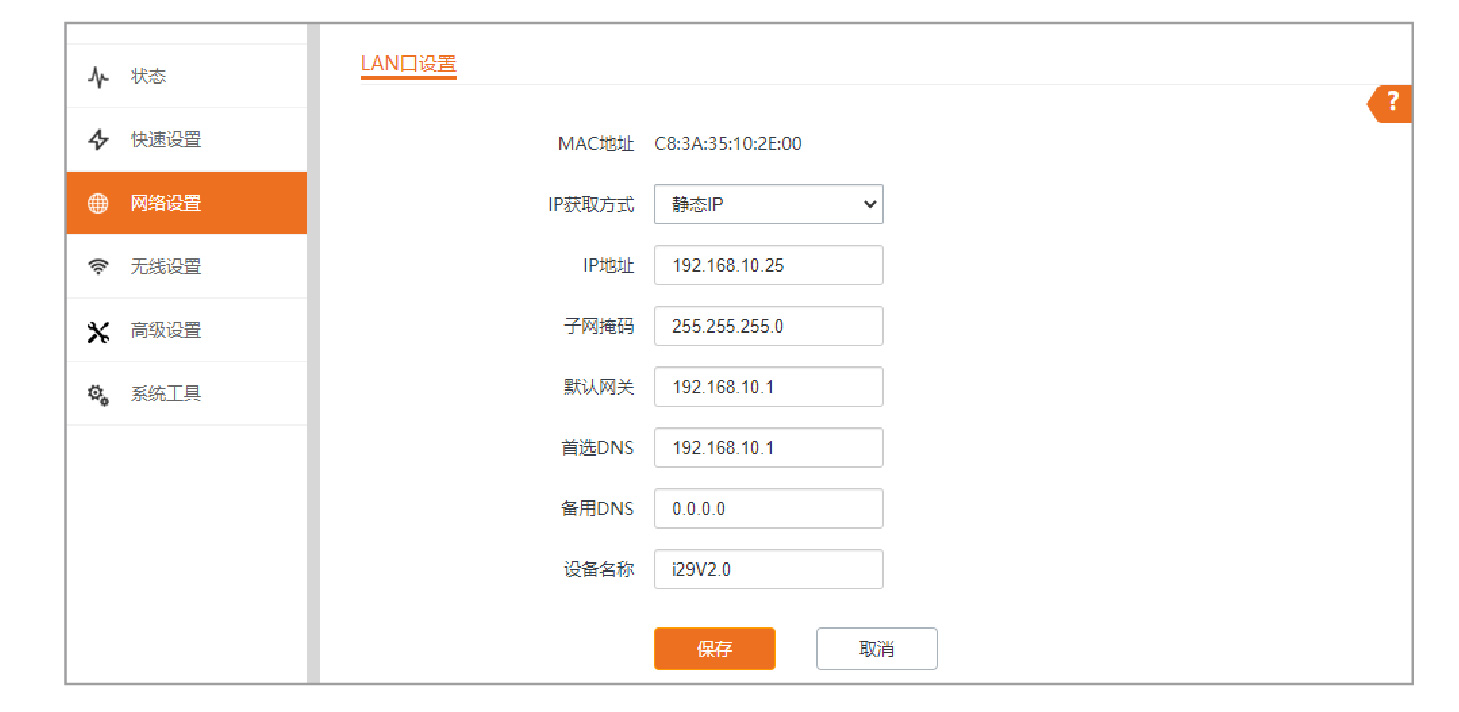 状态
快速设置
网络设置
无线设置
高级设置
系统工具
LAN口设置
?
MAC地址 C8:3A:35:10:2E:00
IP获取方式 静态IP
IP地址 192.168.10.25
子网掩码 255.255.255.0
默认网关 192.168.10.1
首选DNS 192.168.10.1
备用DNS 0.0.0.0
设备名称 i29V2.0
保存 取消